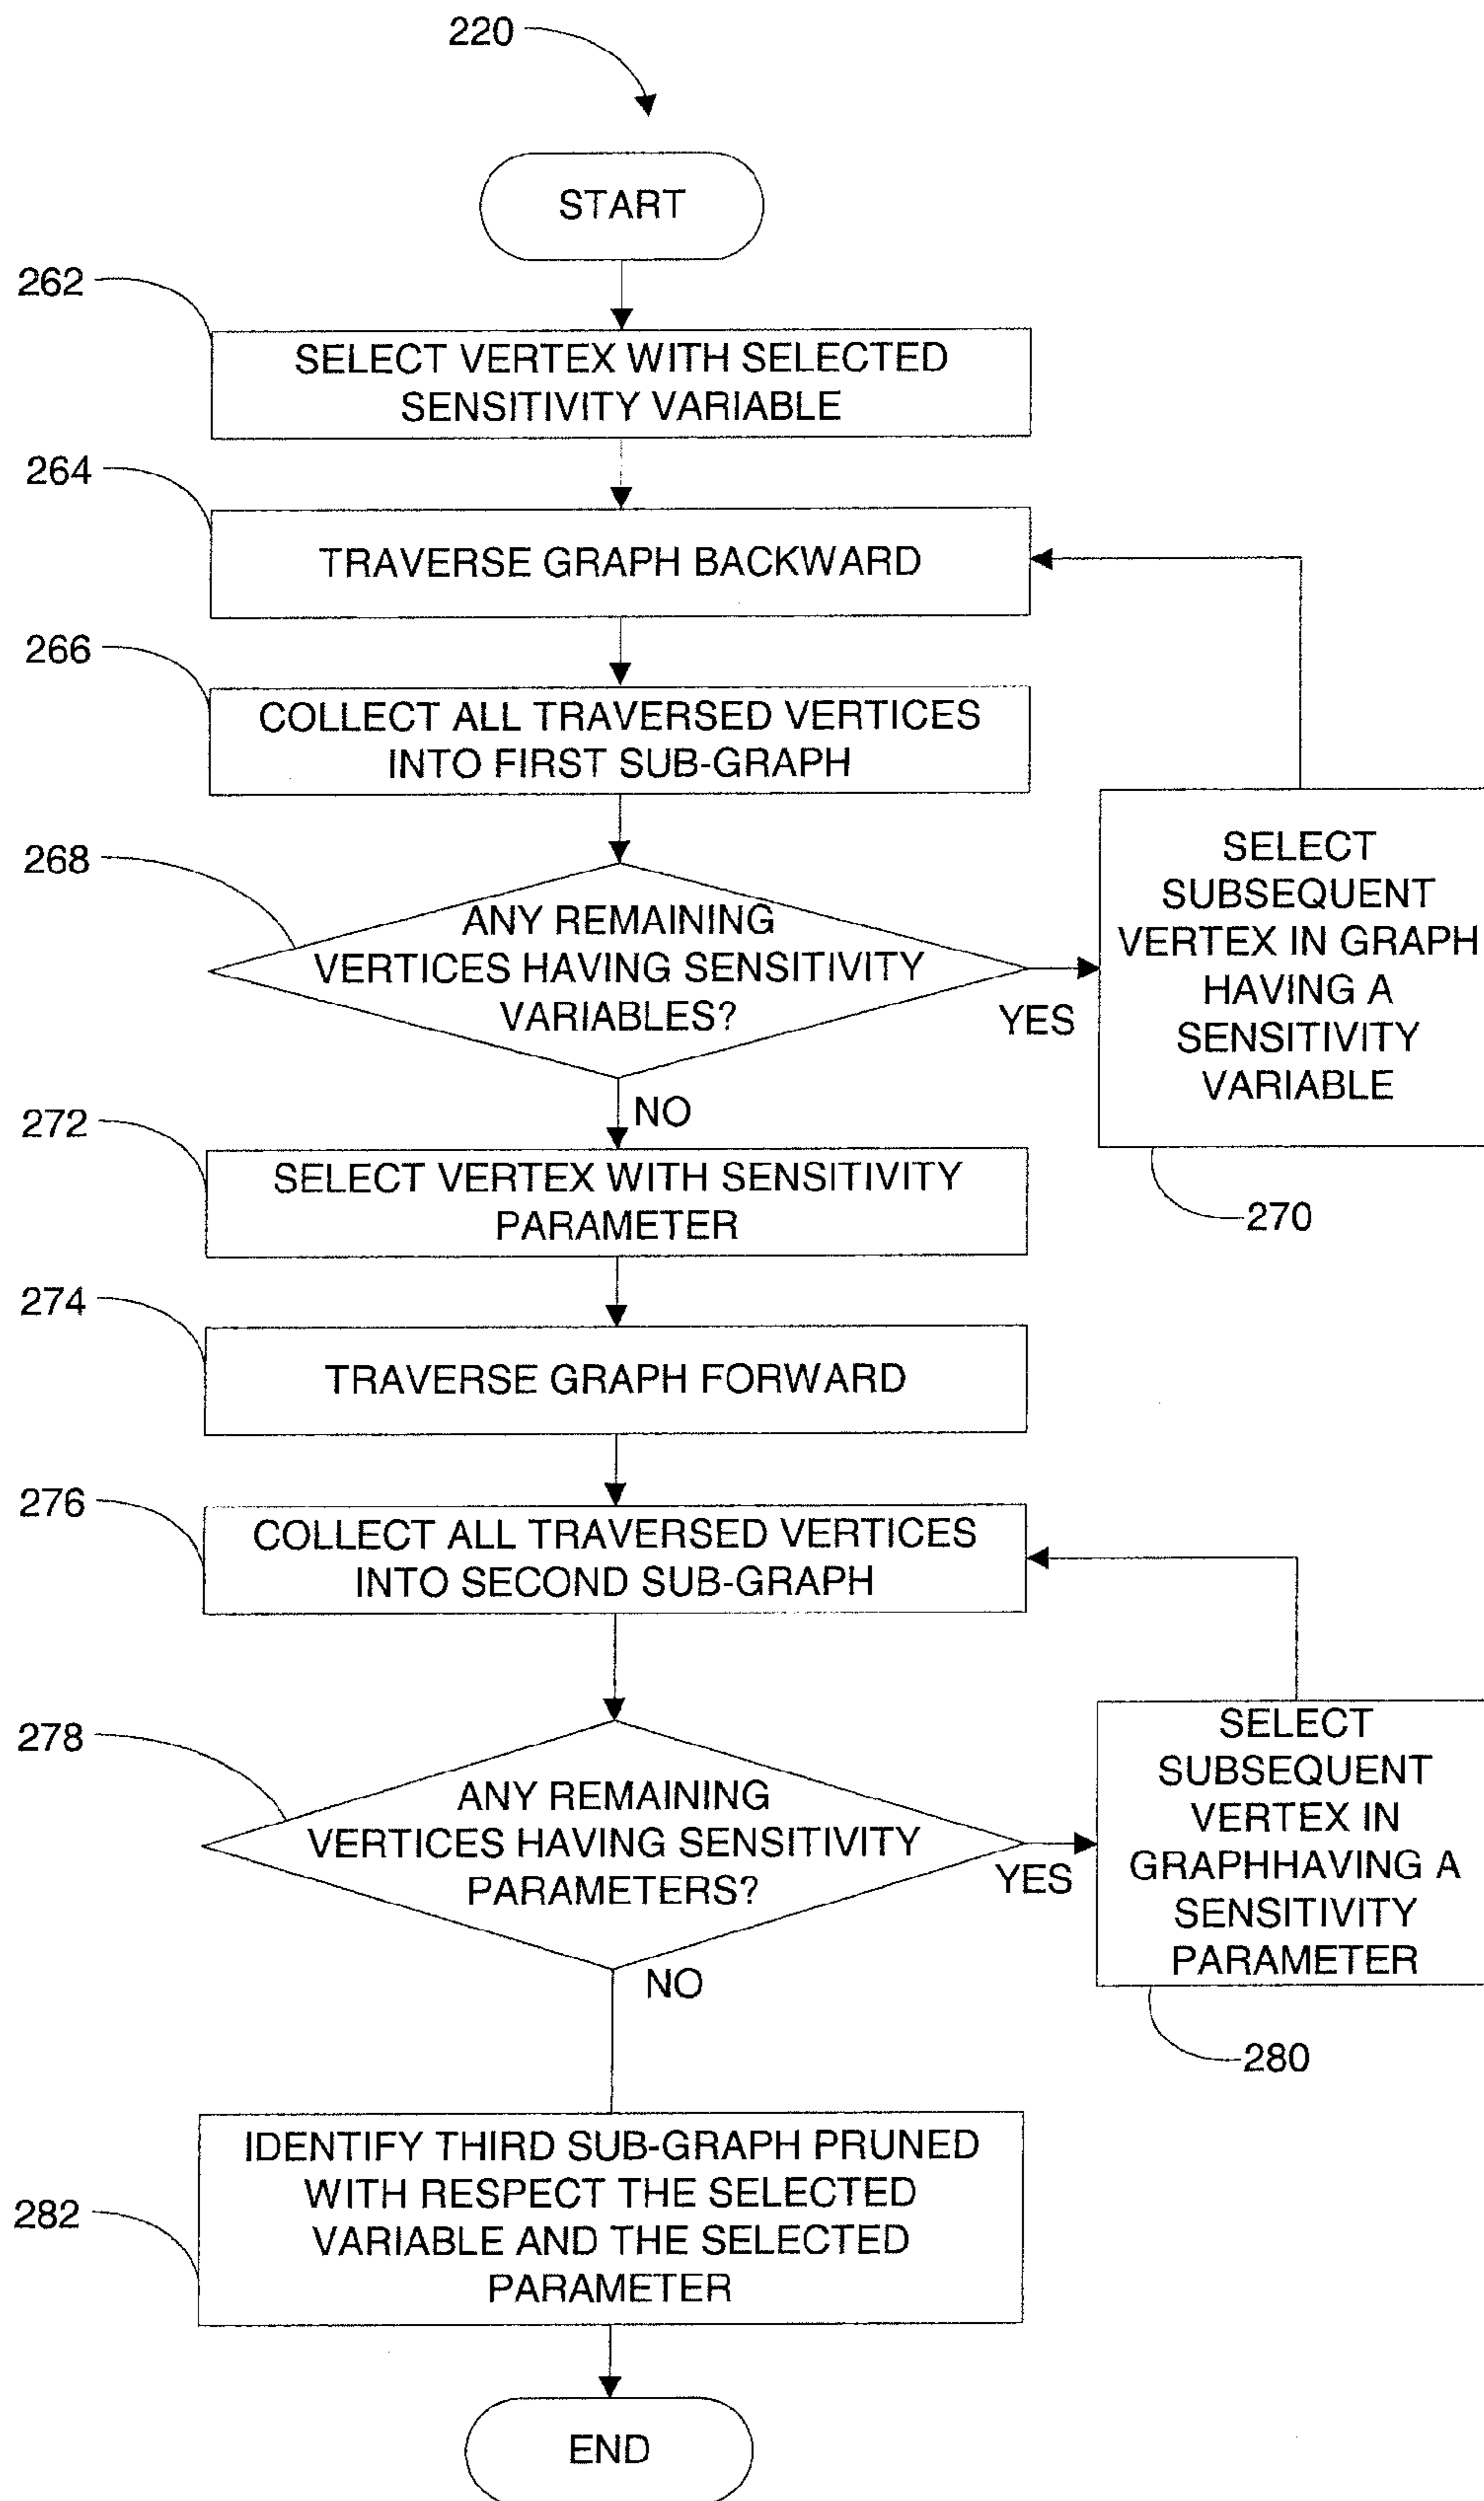 220
START
262
SELECT VERTEX WITH SELECTED
SENSITIVITY VARIABLE
264
TRAVERSE GRAPH BACKWARD
266
COLLECT ALL TRAVERSED VERTICES
INTO FIRST SUB-GRAPH
268
ANY REMAINING
VERTICES HAVING SENSITIVITY
VARIABLES?
YES
SELECT
SUBSEQUENT
VERTEX IN GRAPH
HAVING A
SENSITIVITY
VARIABLE
270
NO
272
SELECT VERTEX WITH SENSITIVITY
PARAMETER
274
TRAVERSE GRAPH FORWARD
276
COLLECT ALL TRAVERSED VERTICES
INTO SECOND SUB-GRAPH
278
ANY REMAINING
VERTICES HAVING SENSITIVITY
PARAMETERS?
YES
SELECT
SUBSEQUENT
VERTEX IN
GRAPHHAVING A
SENSITIVITY
PARAMETER
280
NO
282
IDENTIFY THIRD SUB-GRAPH PRUNED
WITH RESPECT THE SELECTED
VARIABLE AND THE SELECTED
PARAMETER
END